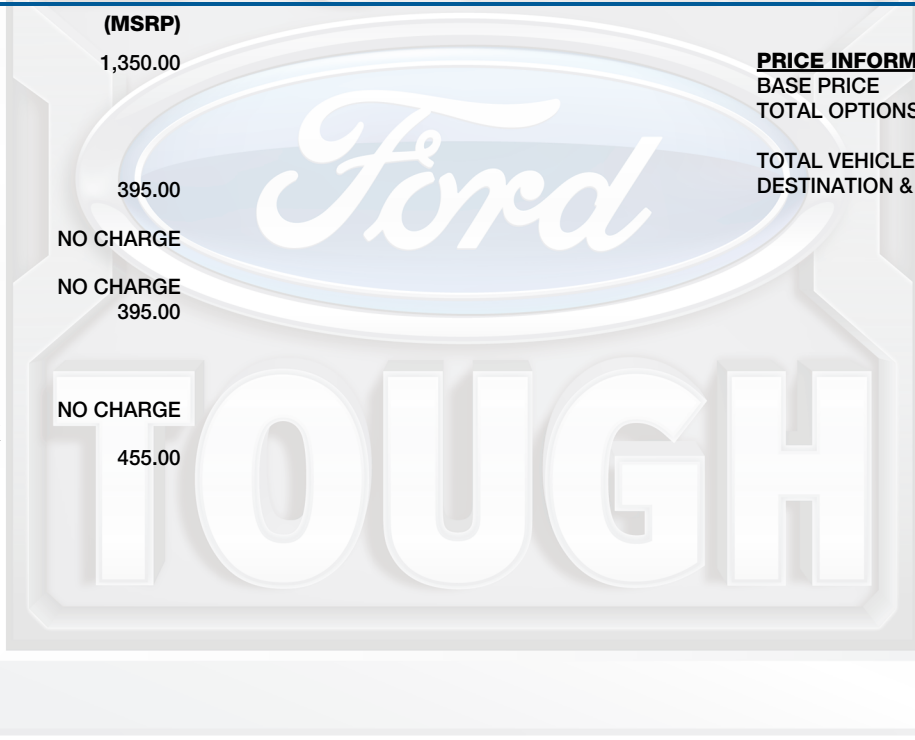 (MSRP)
1,350.00
395.00
NO CHARGE
NO CHARGE
395.00
NO CHARGE
455.00
PRICE INFORM
BASE PRICE
TOTAL OPTIONS
TOTAL VEHICLE
DESTINATION &
Ford
TOUGH